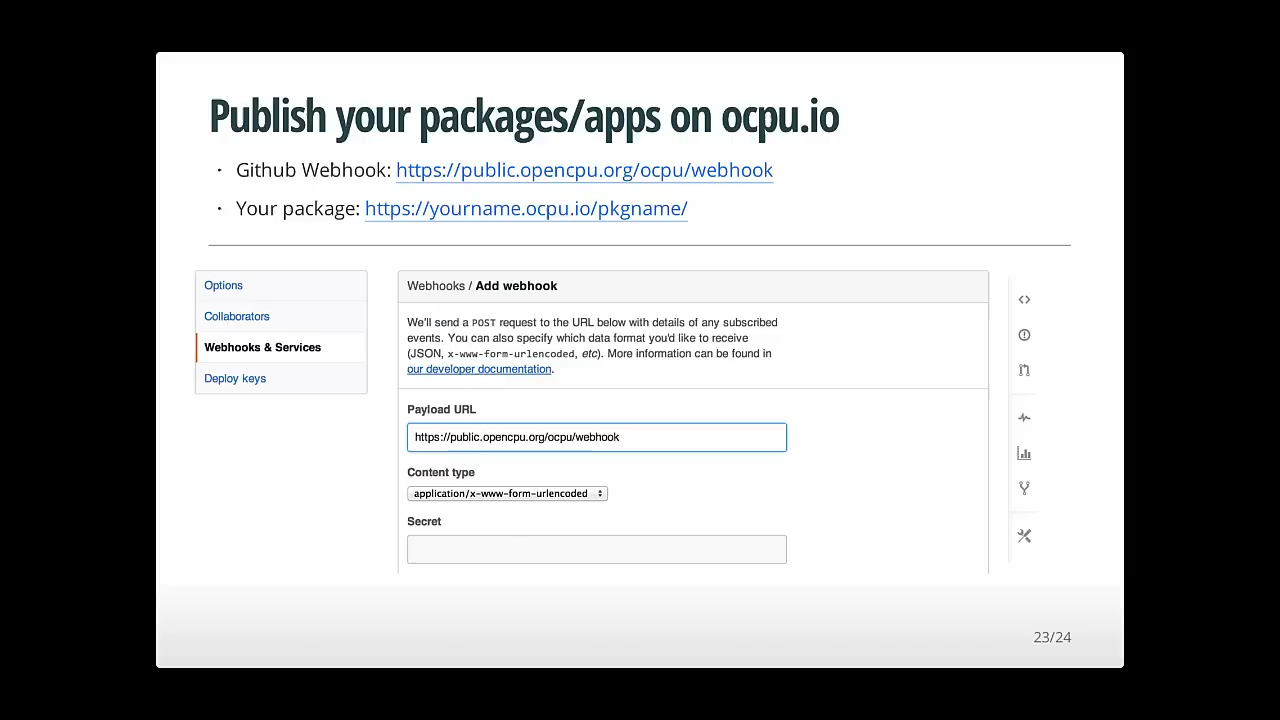 Publish your packages/apps on ocpu.io
· Github Webhook: https://public.opencpu.org/ocpu/webhook
· Your package: https://yourname.ocpu.io/pkgname/
Options
Collaborators
Webhooks & Services
Deploy keys
Webhooks / Add webhook
We'll send a POST request to the URL below with details of any subscribed
events. You can also specify which data format you'd like to receive
(JSON, x-www-form-urlencoded, etc). More information can be found in
our developer documentation.
Payload URL
https://public.opencpu.org/ocpu/webhook
Content type
application/x-www-form-urlencoded
Secret
23/24